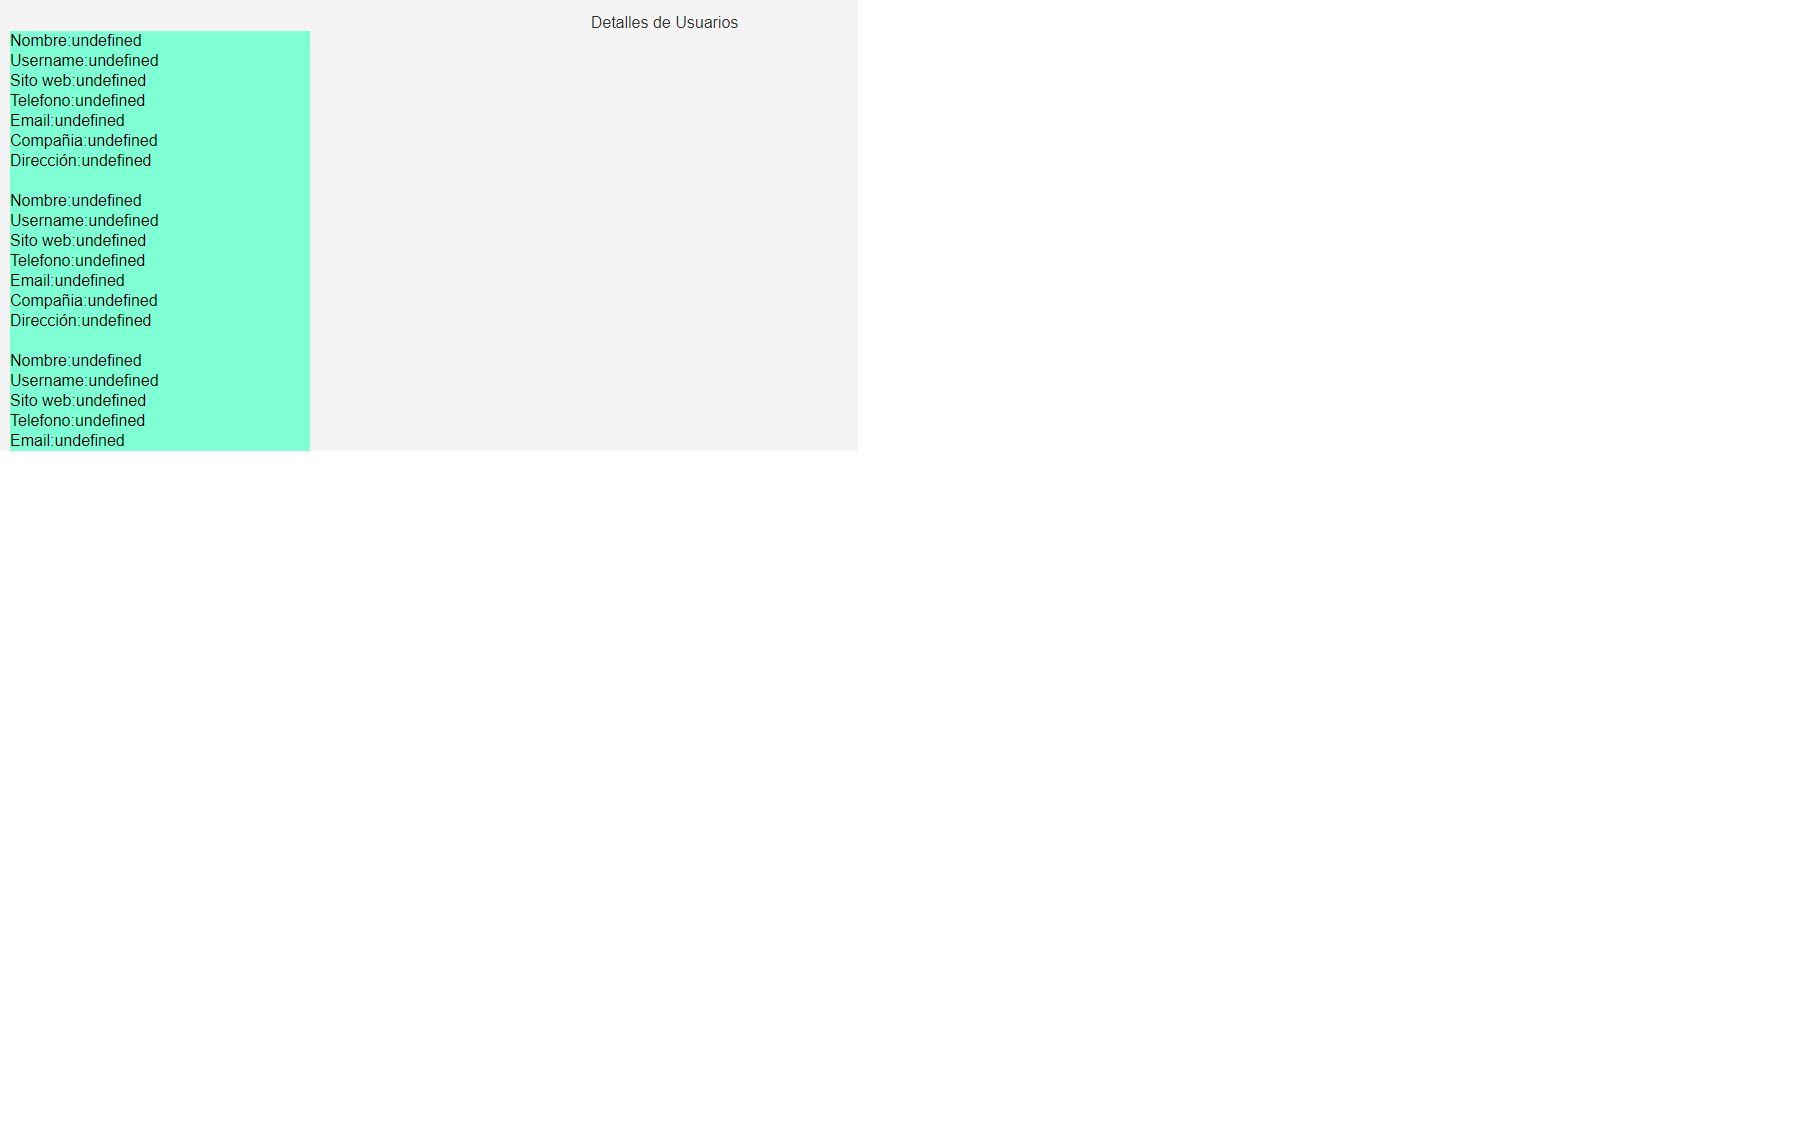 Detalles de Usuarios
Nombre:undefined
Username:undefined
Sito web:undefined
Telefono:undefined
Email:undefined
Compañia:undefined
Dirección:undefined
Nombre:undefined
Username:undefined
Sito web:undefined
Telefono:undefined
Email:undefined
Compañia:undefined
Dirección:undefined
Nombre:undefined
Username:undefined
Sito web:undefined
Telefono:undefined
Email:undefined